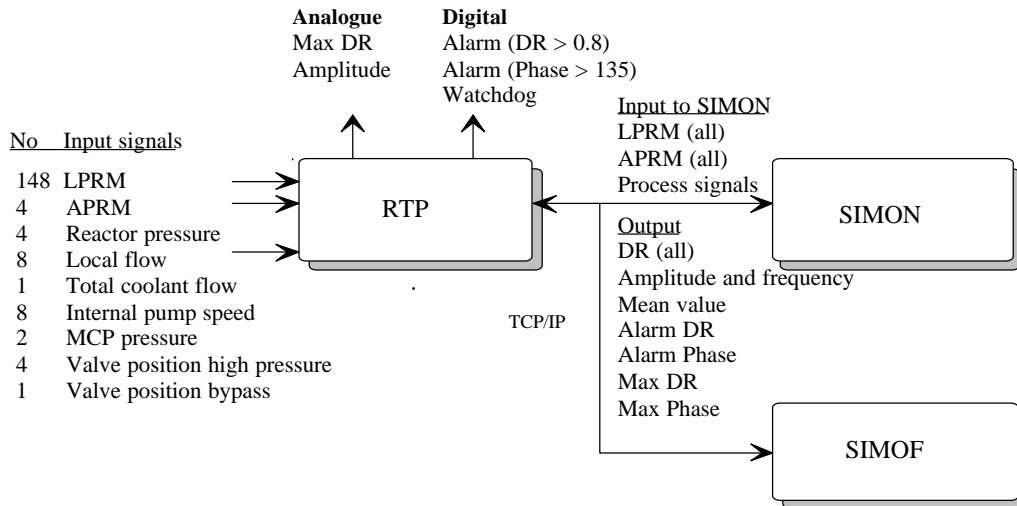 Analogue
Max DR
Amplitude
Digital
Alarm (DR > 0.8)
Alarm (Phase > 135)
Watchdog
No Input signals
148 LPRM
4 APRM
4 Reactor pressure
8 Local flow
1 Total coolant flow
8 Internal pump speed
2 MCP pressure
4 Valve position high pressure
1 Valve position bypass
RTP
Input to SIMON
LPRM (all)
APRM (all)
Process signals
SIMON
Output
DR (all)
Amplitude and frequency
Mean value
Alarm DR
Alarm Phase
Max DR
Max Phase
TCP/IP
SIMOF